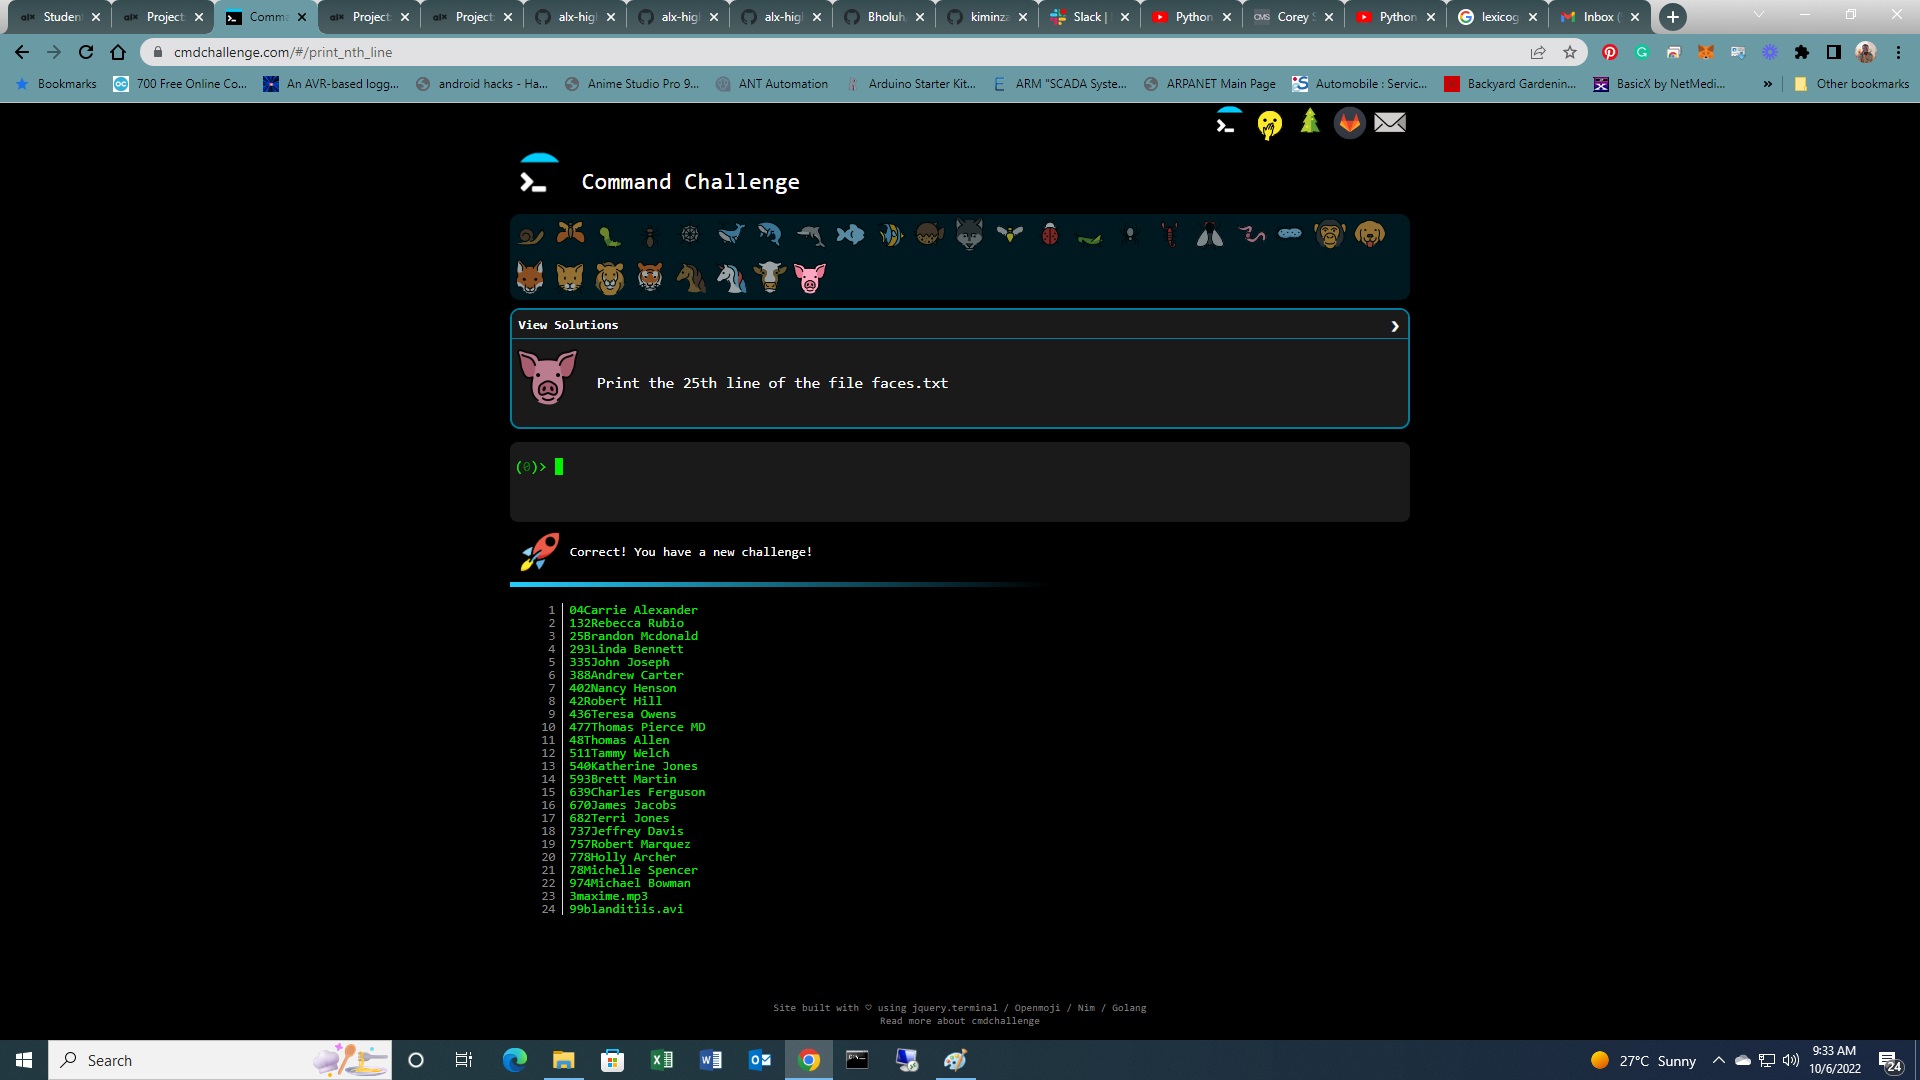 Student
Project:
Comma
Project:
Project:
alx-high
alx-high
alx-high
Bholuh
kiminza
Slack |
Python
Corey S
Python
lexicog
Inbox (
cmdchallenge.com/#/print_nth_line
Bookmarks
700 Free Online Co...
An AVR-based logg...
android hacks - Ha...
Anime Studio Pro 9...
ANT Automation
Arduino Starter Kit...
ARM "SCADA Syste...
ARPANET Main Page
Automobile : Servic...
Backyard Gardenin...
BasicX by NetMedi...
»
Other bookmarks
Command Challenge
View Solutions
Print the 25th line of the file faces.txt
(0)>
Correct! You have a new challenge!
1 04Carrie Alexander
2 132Rebecca Rubio
3 25Brandon Mcdonald
4 293Linda Bennett
5 335John Joseph
6 388Andrew Carter
7 402Nancy Henson
8 42Robert Hill
9 436Teresa Owens
10 477Thomas Pierce MD
11 48Thomas Allen
12 511Tammy Welch
13 540Katherine Jones
14 593Brett Martin
15 639Charles Ferguson
16 670James Jacobs
17 682Terri Jones
18 737Jeffrey Davis
19 757Robert Marquez
20 778Holly Archer
21 78Michelle Spencer
22 974Michael Bowman
23 3maxime.mp3
24 99blanditiis.avi
Site built with ♡ using jquery.terminal / Openmoji / Nim / Golang
Read more about cmdchallenge
Search
27°C Sunny
9:33 AM
10/6/2022
24